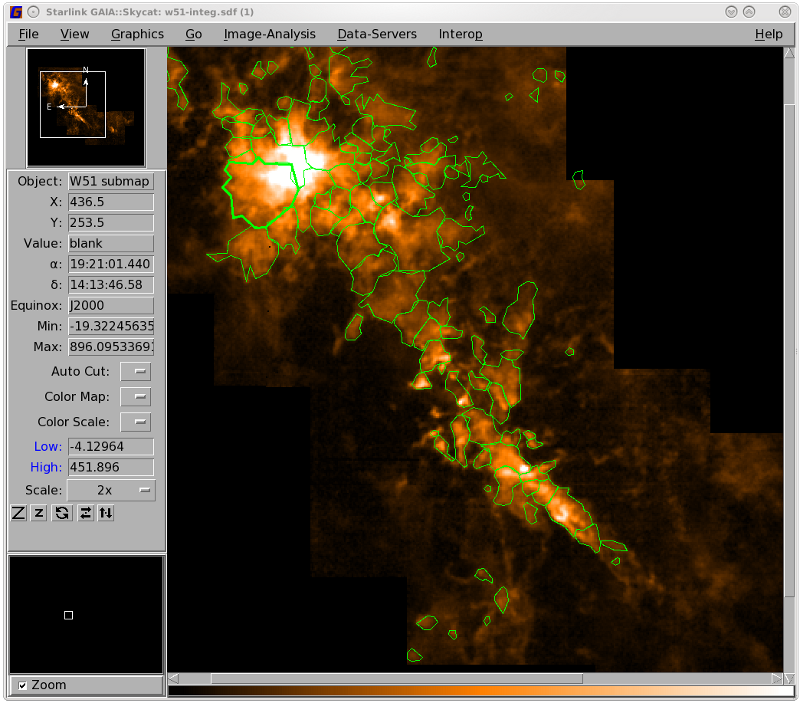 Starlink GAIA::Skycat: w51-integ.sdf (1)
File View Graphics Go Image-Analysis Data-Servers Interop Help
N
E
Object: W51 submap
X: 436.5
Y: 253.5
Value: blank
α: 19:21:01.440
δ: 14:13:46.58
Equinox: J2000
Min: -19.32245635
Max: 896.09533691
Auto Cut:
Color Map:
Color Scale:
Low: -4.12964
High: 451.896
Scale: 2x
Z z
Zoom